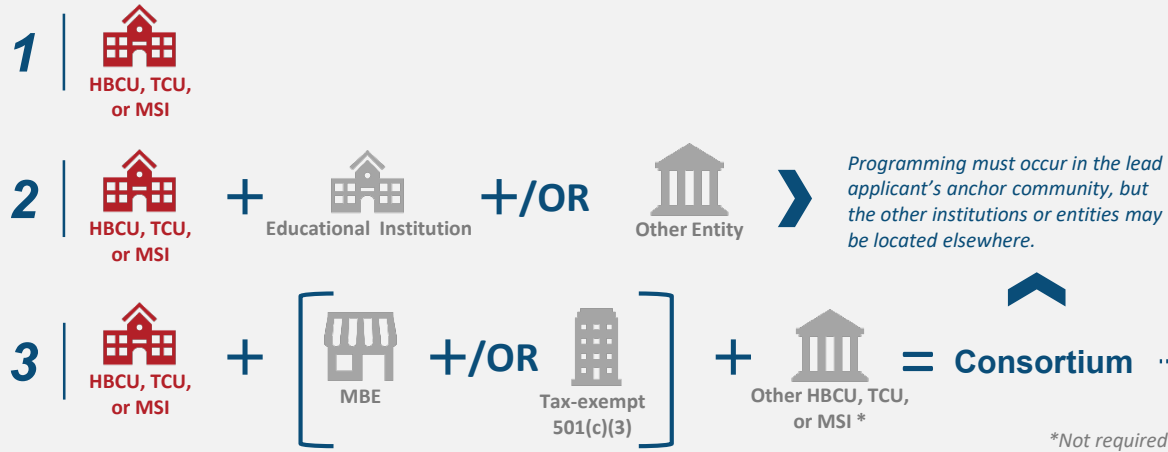 1
HBCU, TCU,
or MSI
2
HBCU, TCU,
or MSI
+
Educational Institution
+/OR
Other Entity
Programming must occur in the lead
applicant's anchor community, but
the other institutions or entities may
be located elsewhere.
3
HBCU, TCU,
or MSI
+
MBE
+/OR
Tax-exempt
501(c)(3)
+
Other HBCU, TCU,
or MSI *
= Consortium
*Not required